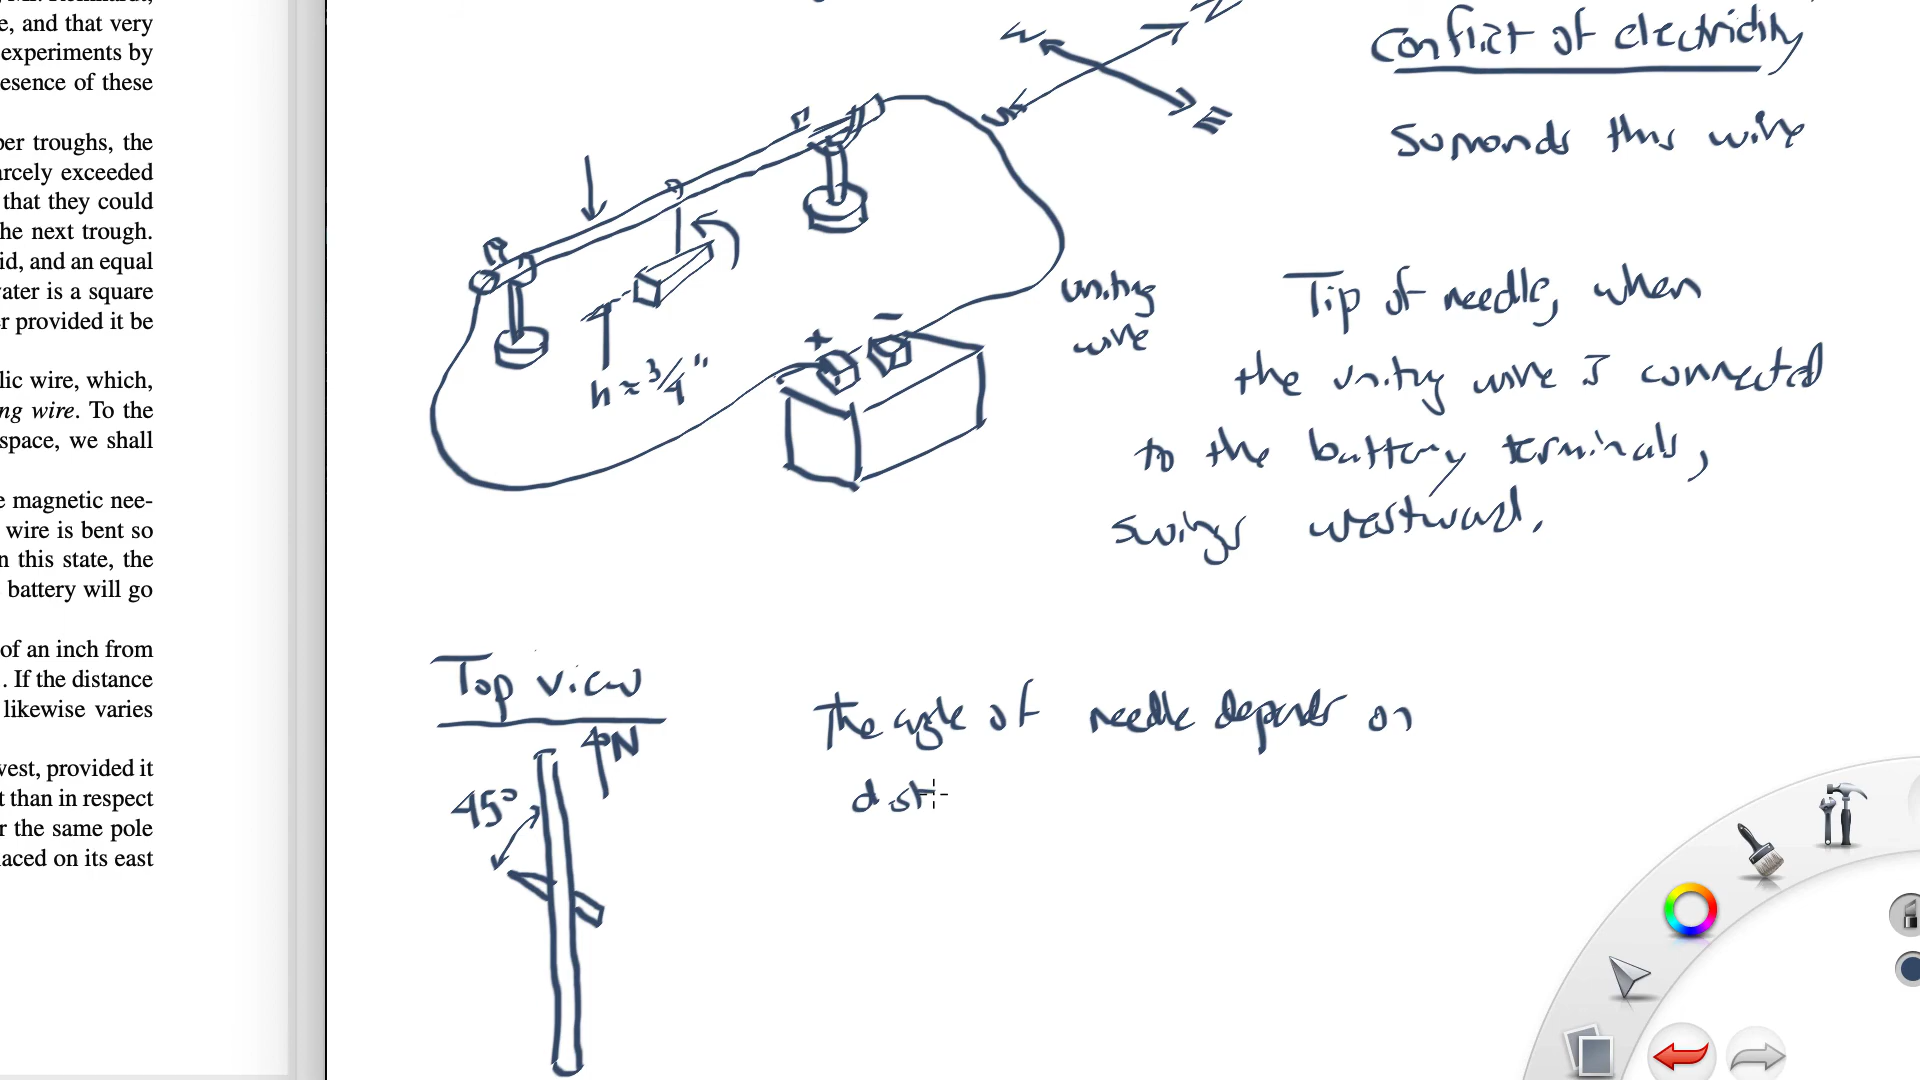 , and that very
experiments by
esence of these
per troughs, the
arcely exceeded
that they could
he next trough.
id, and an equal
ater is a square
r provided it be
lic wire, which,
ng wire. To the
space, we shall
e magnetic nee-
wire is bent so
n this state, the
battery will go
of an inch from
. If the distance
likewise varies
vest, provided it
t than in respect
r the same pole
laced on its east
W
E
h ≈ 3/4"
+
-
uniting
wire
Conflict of electricity
surrounds this wire
Tip of needle, when
the uniting wire is connected
to the battery terminals,
swings westward.
Top view
N
45°
The angle of needle depends on
dist